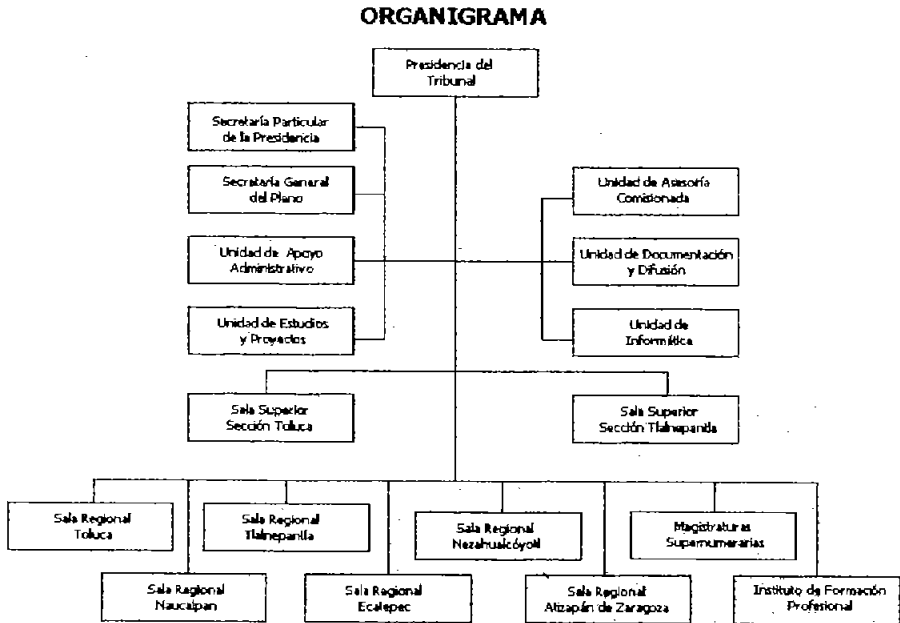 ORGANIGRAMA
Presidencia del
Tribunal
Secretaría Particular
de la Presidencia
Secretaría General
del Plano
Unidad de Apoyo
Administrativo
Unidad de Estudios
y Proyectos
Unidad de Asesoría
Comisionada
Unidad de Documentación
y Difusión
Unidad de
Informática
Sala Superior
Sección Toluca
Sala Superior
Sección Tlalnepantla
Sala Regional
Toluca
Sala Regional
Tlalnepantla
Sala Regional
Nezahualcóyotl
Magistraturas
Supernumerarias
Sala Regional
Naucalpan
Sala Regional
Ecatepec
Sala Regional
Atizapán de Zaragoza
Instituto de Formación
Profesional